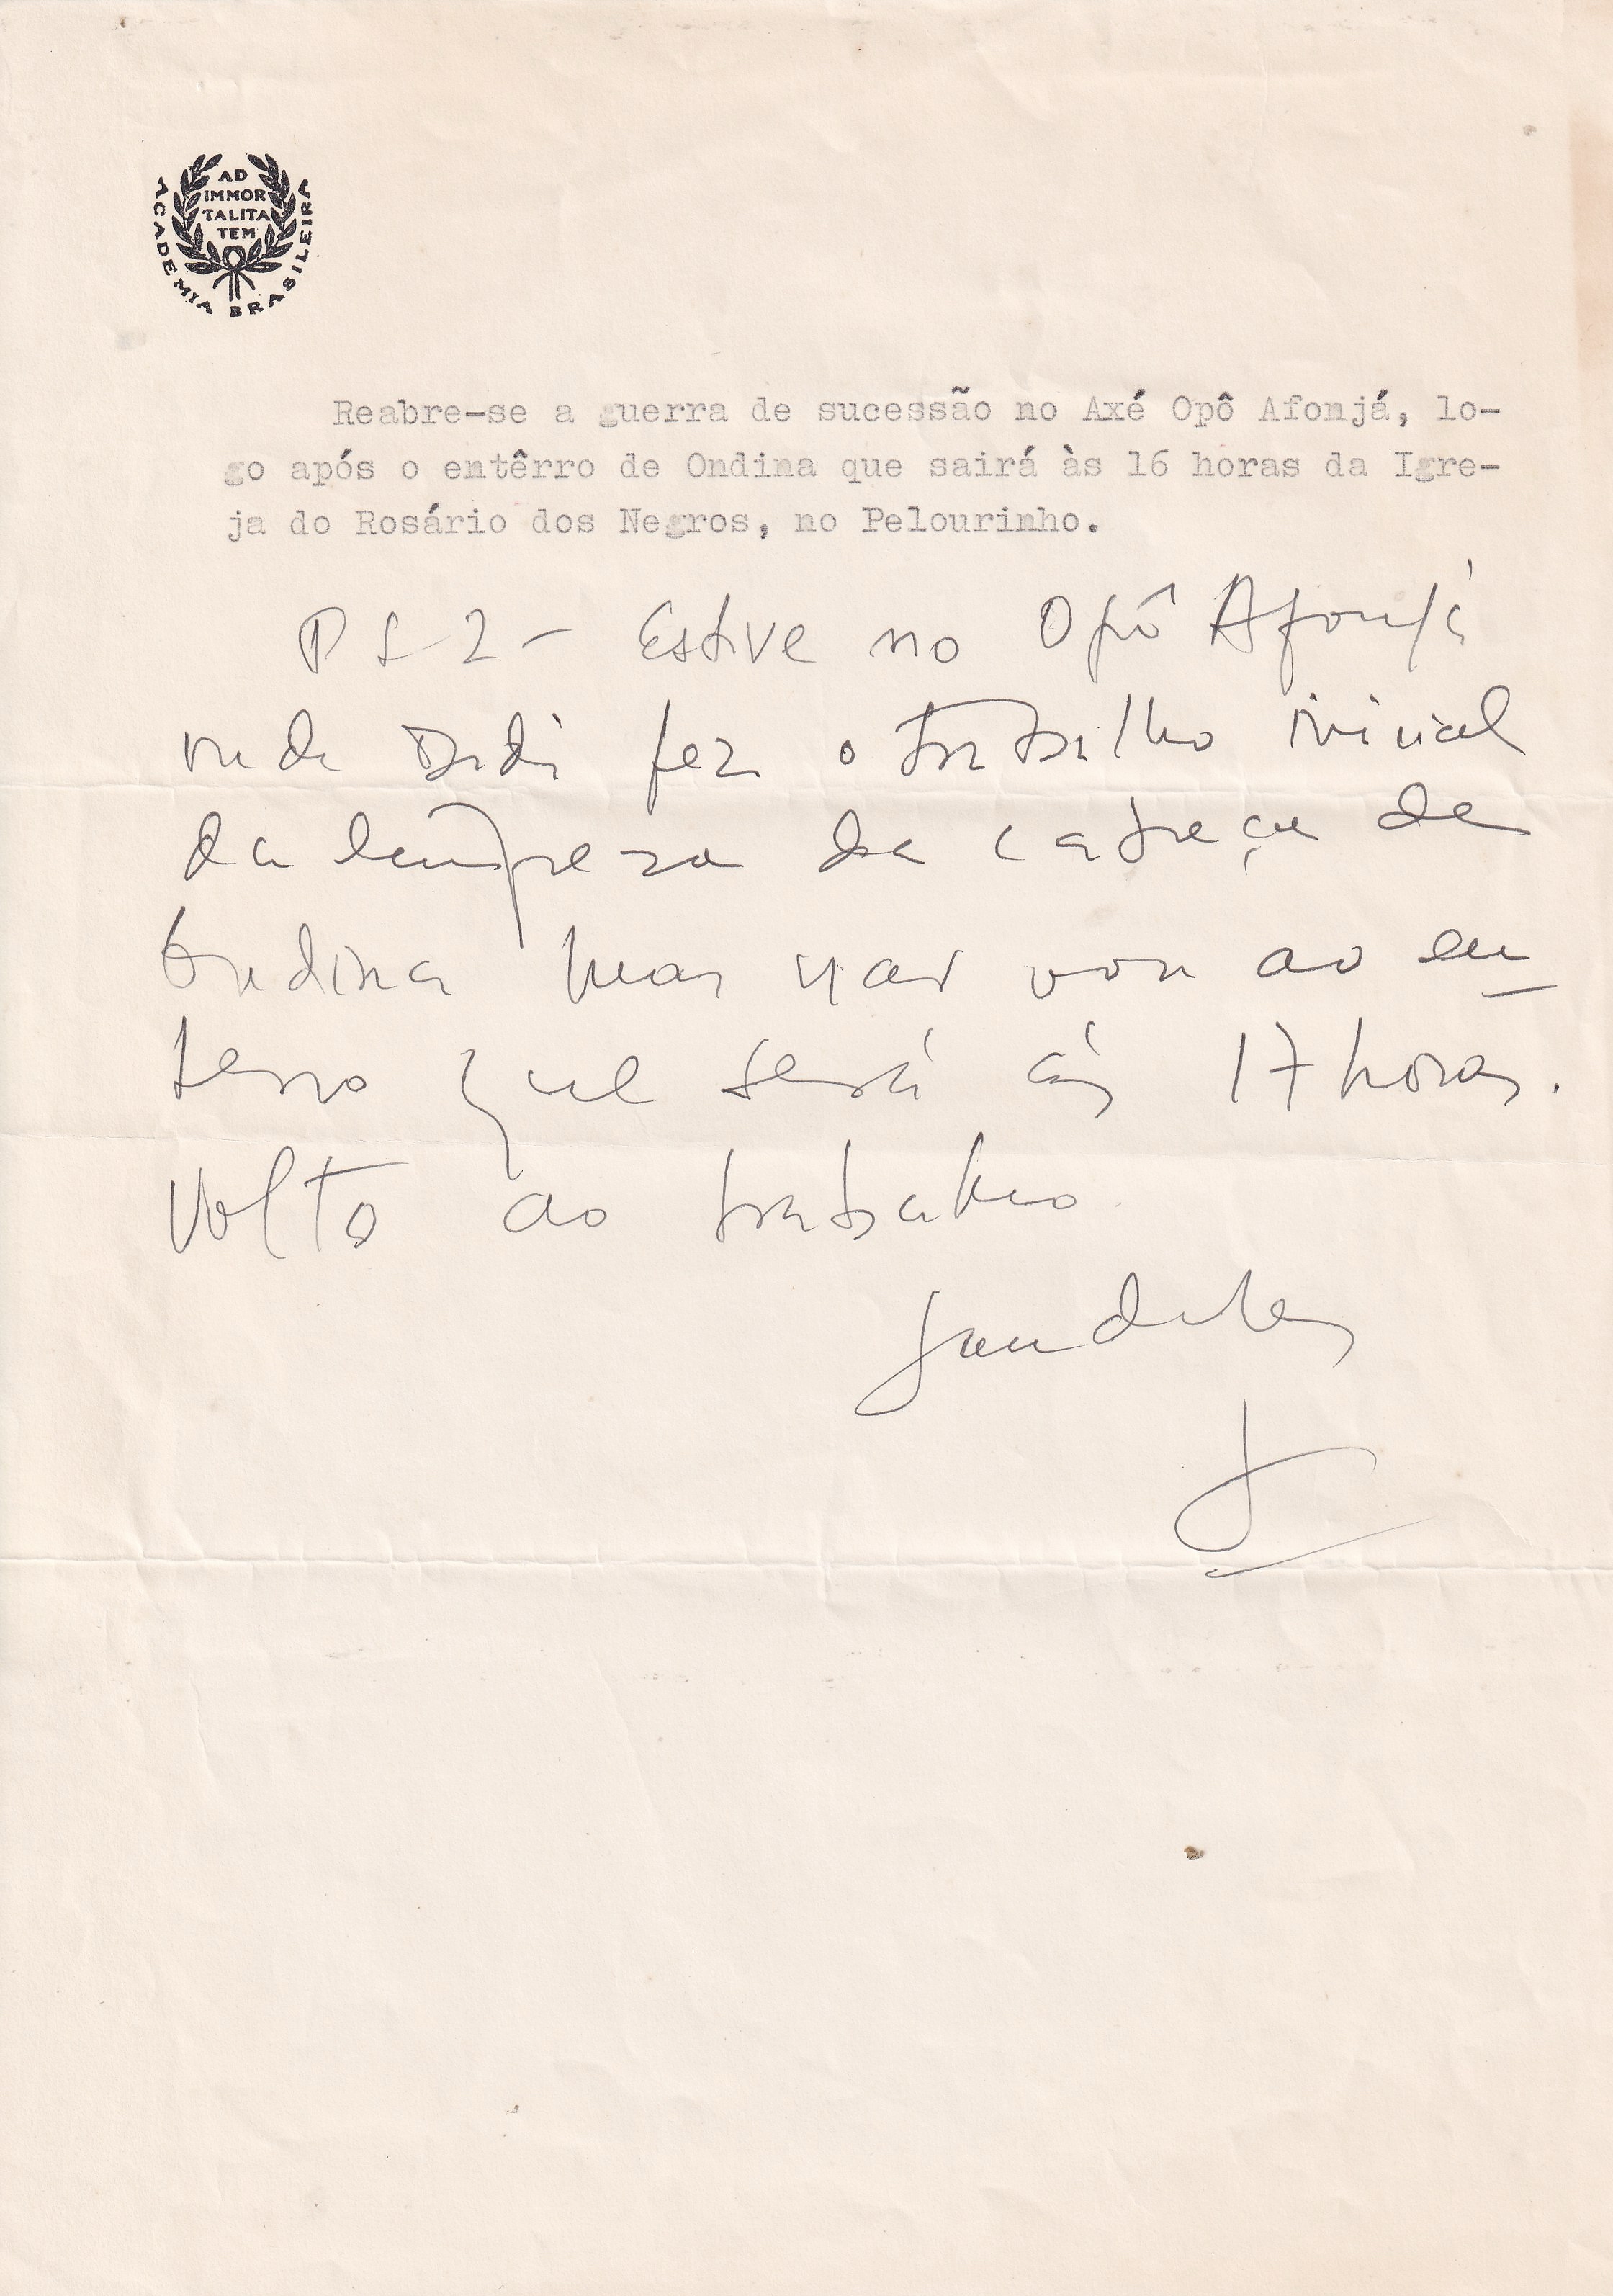 AD
IMMOR
TALITA
TEM
ACADEMIA BRASILEIRA
Reabre-se a guerra de sucessão no Axé Opô Afonjá, lo-
go após o entêrro de Ondina que sairá às 16 horas da Igre-
ja do Rosário dos Negros, no Pelourinho.
PS 2 - Estive no Opô Afonjá
onde Didi fez o trabalho inicial
da limpeza da cabeça de
Ondina mas não vou ao en
terro que será às 17 horas.
Volto ao trabalho.
Saudades
J